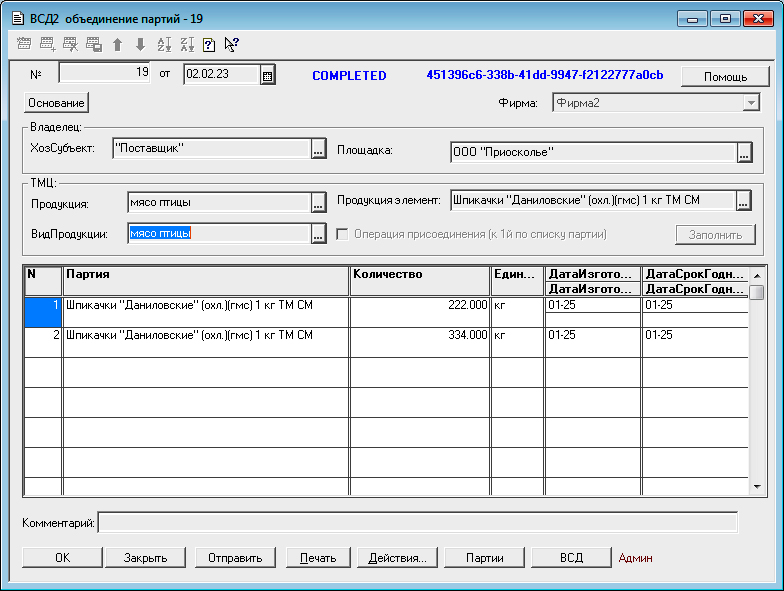 ВСД2 объединение партий - 19
№ 19 от 02.02.23 COMPLETED 451396c6-338b-41dd-9947-f2122777a0cb Помощь
Основание Фирма: Фирма2
Владелец:
ХозСубъект: "Поставщик" ... Площадка: ООО "Приосколье" ...
ТМЦ:
Продукция: мясо птицы ... Продукция элемент: Шпикачки "Даниловские" (охл.)(гмс) 1 кг ТМ СМ ...
ВидПродукции: мясо птицы ... Операция присоединения (к 1й по списку партии) Заполнить
N Партия Количество Един... ДатаИзгото... ДатаСрокГодн...
ДатаИзгото... ДатаСрокГодн...
1 Шпикачки "Даниловские" (охл.)(гмс) 1 кг ТМ СМ 222.000 кг 01-25 01-25
2 Шпикачки "Даниловские" (охл.)(гмс) 1 кг ТМ СМ 334.000 кг 01-25 01-25
Комментарий:
OK Закрыть Отправить Печать Действия... Партии ВСД Админ